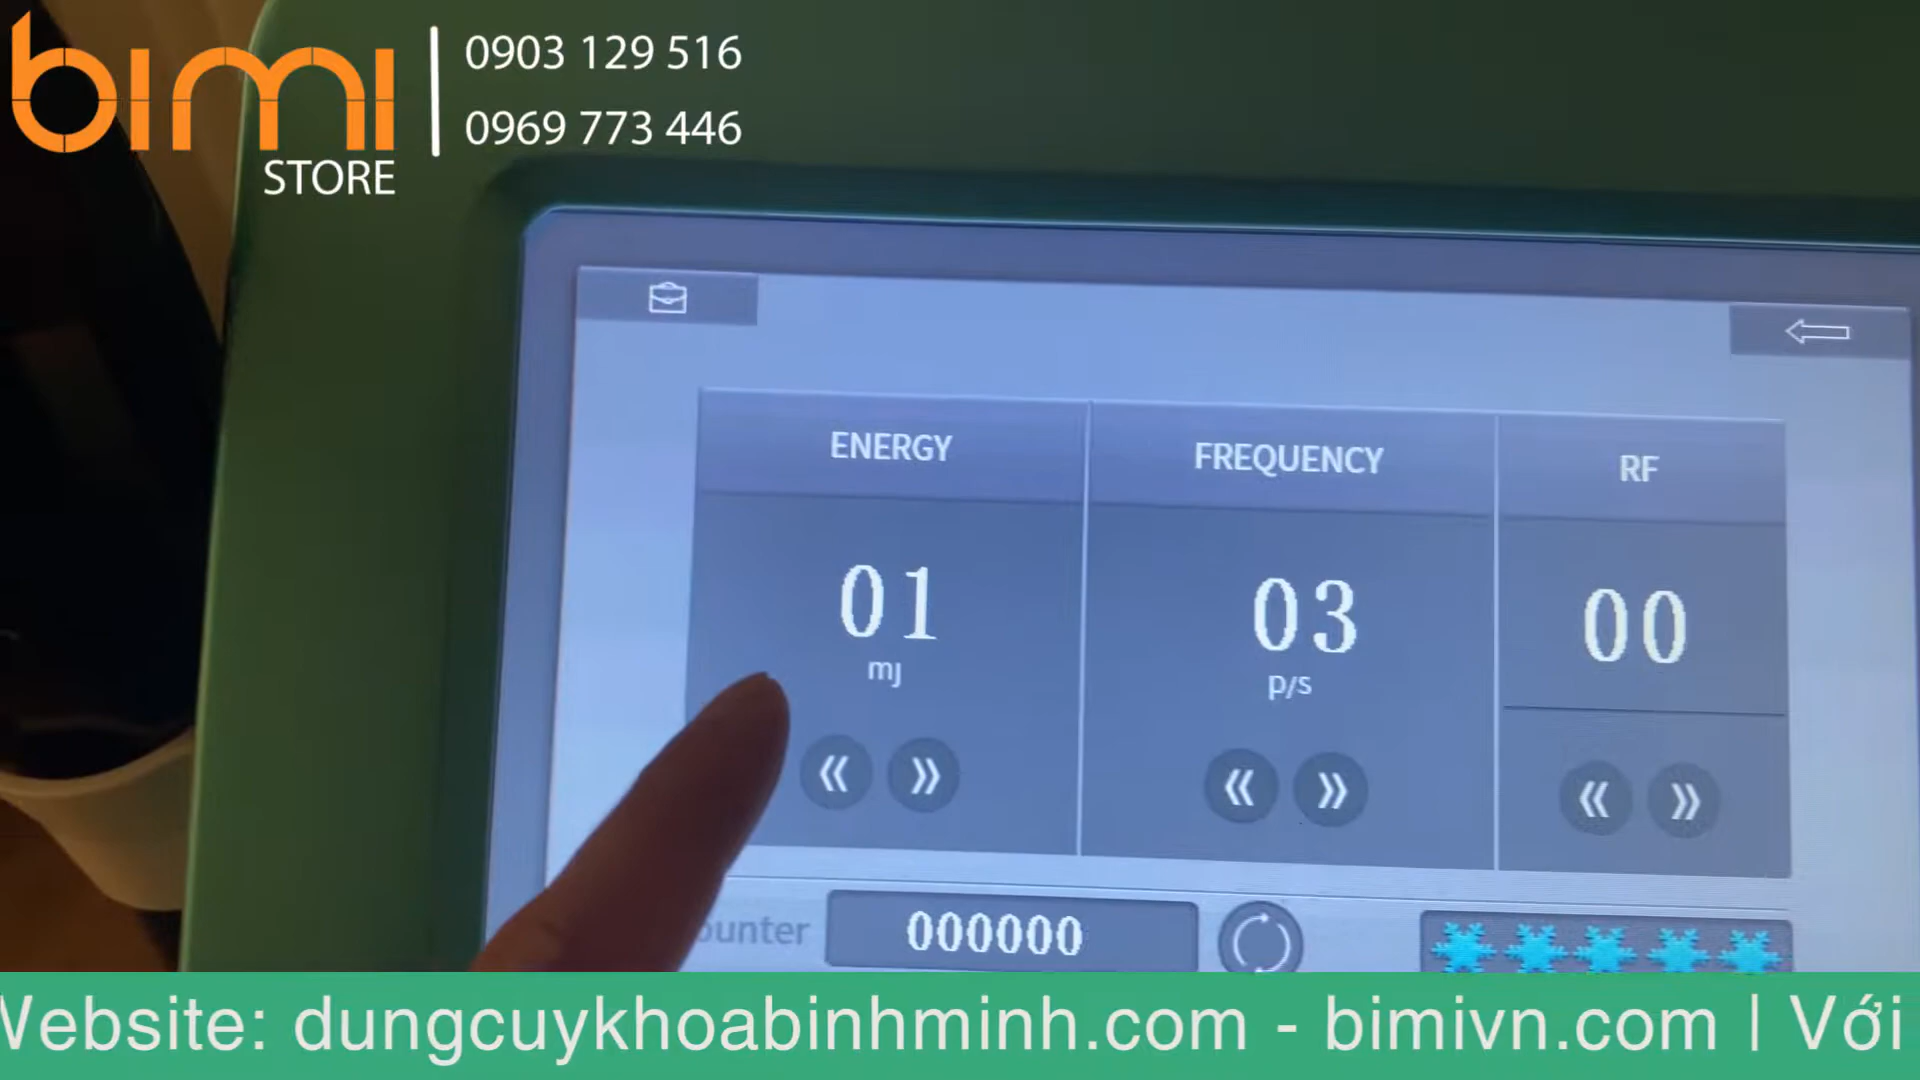 bimi
STORE
0903 129 516
0969 773 446
ENERGY
FREQUENCY
RF
01
mJ
03
p/s
00
000000
Website: dungcuykhoabinhminh.com - bimivn.com | Với